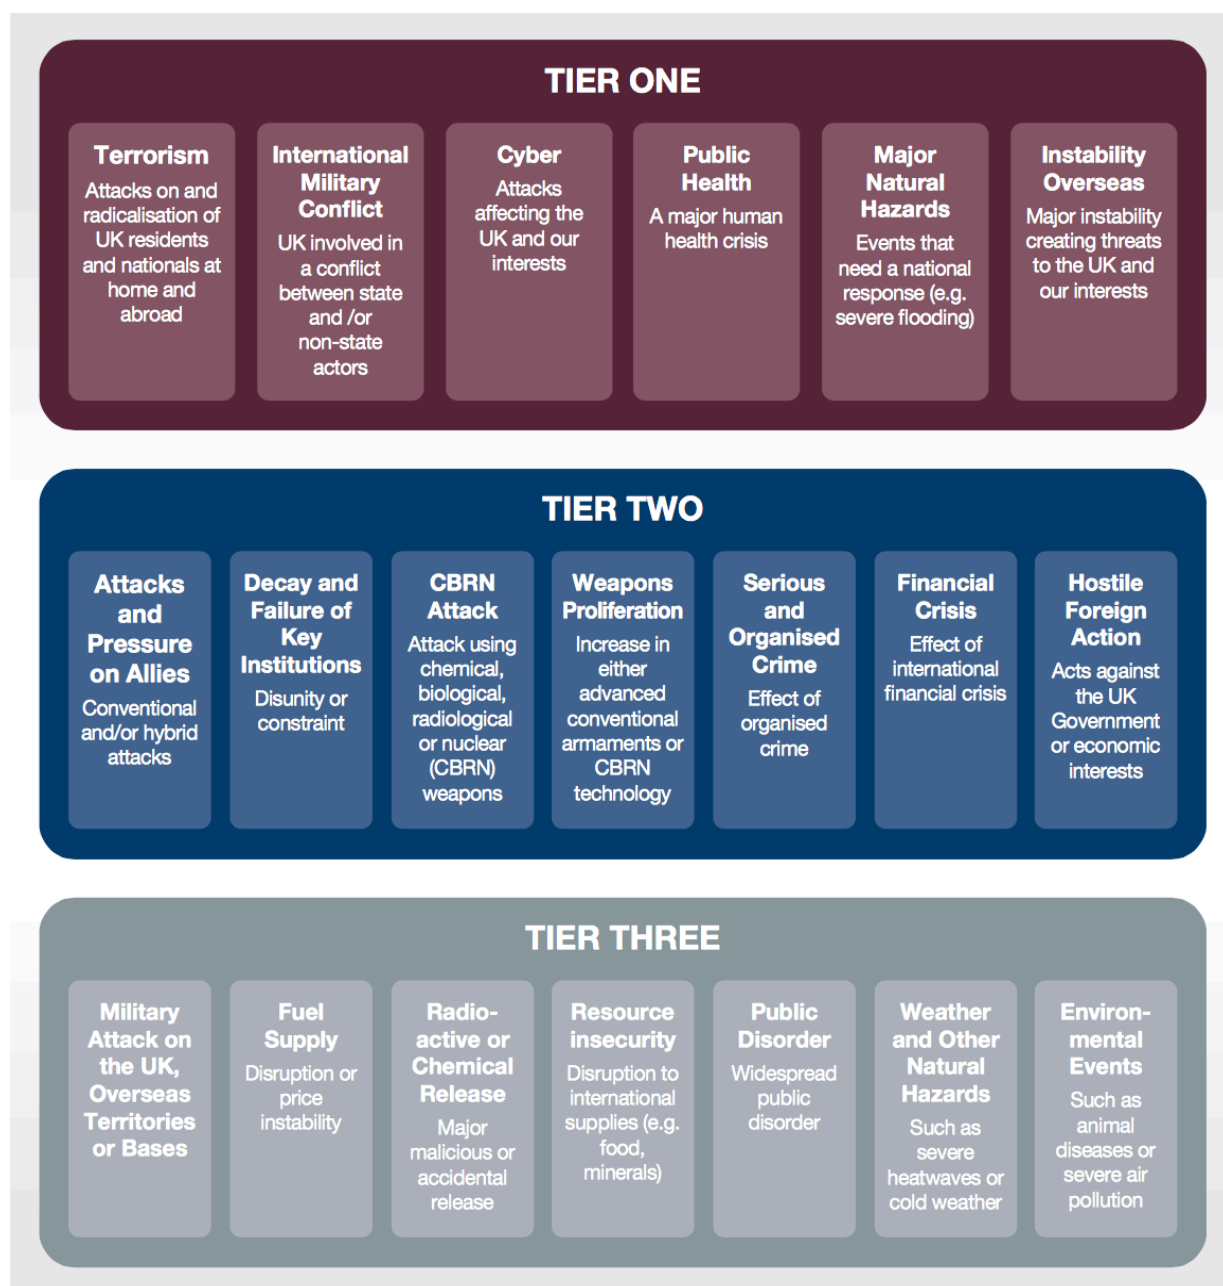 TIER ONE
Terrorism
Attacks on and
radicalisation of
UK residents
and nationals at
home and
abroad
International
Military
Conflict
UK involved in
a conflict
between state
and /or
non-state
actors
Cyber
Attacks
affecting the
UK and our
interests
Public
Health
A major human
health crisis
Major
Natural
Hazards
Events that
need a national
response (e.g.
severe flooding)
Instability
Overseas
Major instability
creating threats
to the UK and
our interests
TIER TWO
Attacks
and
Pressure
on Allies
Conventional
and/or hybrid
attacks
Decay and
Failure of
Key
Institutions
Disunity or
constraint
CBRN
Attack
Attack using
chemical,
biological,
radiological
or nuclear
(CBRN)
weapons
Weapons
Proliferation
Increase in
either
advanced
conventional
armaments or
CBRN
technology
Serious
and
Organised
Crime
Effect of
organised
crime
Financial
Crisis
Effect of
international
financial crisis
Hostile
Foreign
Action
Acts against
the UK
Government
or economic
interests
TIER THREE
Military
Attack on
the UK,
Overseas
Territories
or Bases
Fuel
Supply
Disruption or
price
instability
Radio-
active or
Chemical
Release
Major
malicious or
accidental
release
Resource
insecurity
Disruption to
international
supplies (e.g.
food,
minerals)
Public
Disorder
Widespread
public
disorder
Weather
and Other
Natural
Hazards
Such as
severe
heatwaves or
cold weather
Environ-
mental
Events
Such as
animal
diseases or
severe air
pollution